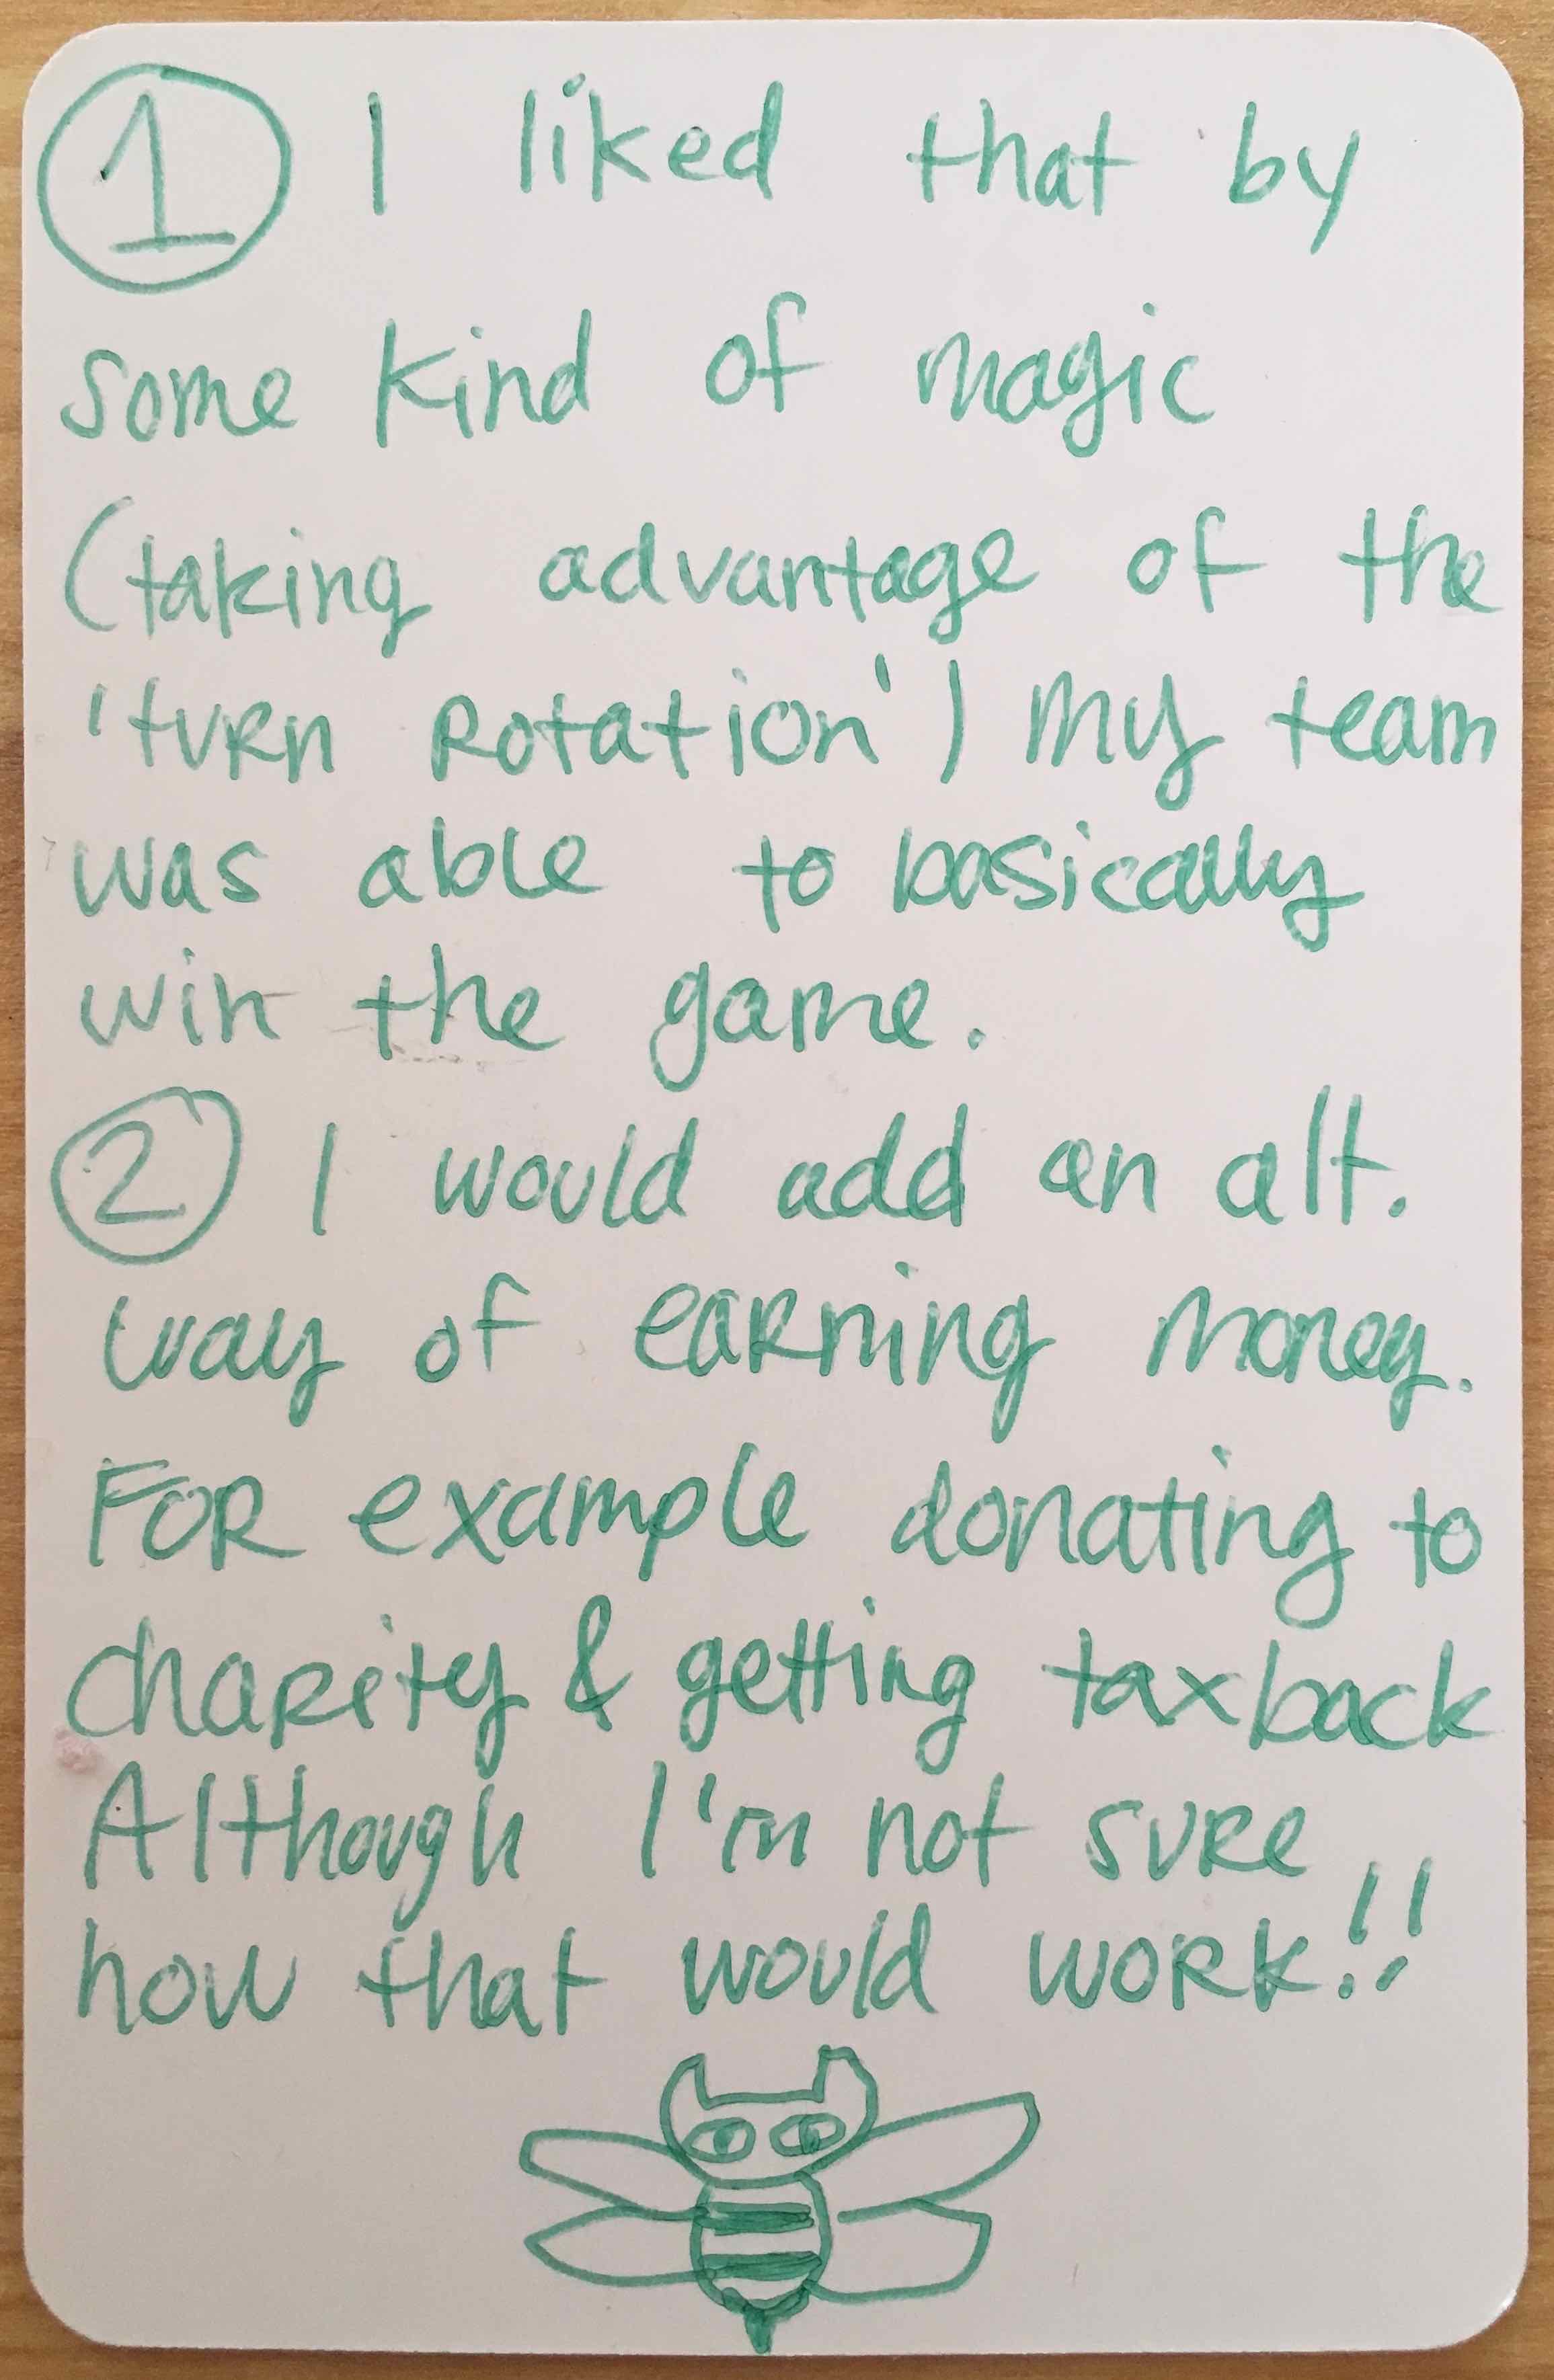 ① I liked that by
some kind of magic
(taking advantage of the
'turn rotation') my team
was able to basically
win the game.
② I would add an alt.
way of earning money.
For example donating to
charity & getting taxback
Although I'm not sure
how that would work!!